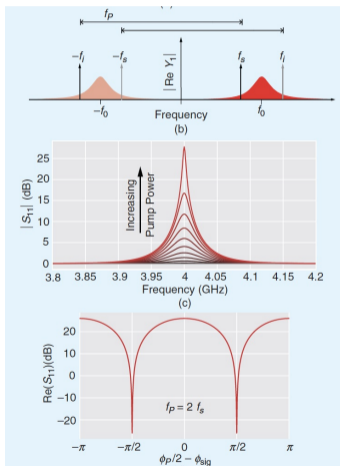 f_P
−f_i −f_s f_s f_i
| Re Y_1 |
−f_0 Frequency f_0
(b)
| S_11 | (dB)
25
20
15
10
5
0
Increasing
Pump Power
3.8 3.85 3.9 3.95 4 4.05 4.1 4.15 4.2
Frequency (GHz)
(c)
Re(S_11)(dB)
20
10
0
−10
−20
f_P = 2 f_s
−π −π/2 0 π/2 π
ϕ_P/2 − ϕ_sig